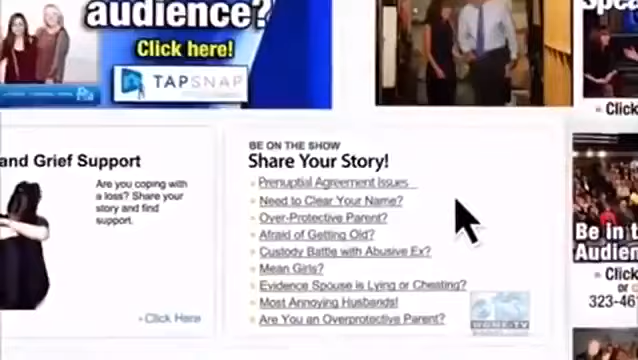 audience?
Click here!
TAPSNAP
Spea
» Click
and Grief Support
Are you coping with
a loss? Share your
story and find
support.
» Click Here
BE ON THE SHOW
Share Your Story!
Prenuptial Agreement Issues
Need to Clear Your Name?
Over-Protective Parent?
Afraid of Getting Old?
Custody Battle with Abusive Ex?
Mean Girls?
Evidence Spouse is Lying or Cheating?
Most Annoying Husbands!
Are You an Overprotective Parent?
Be in t
Audien
» Click
or
323-46